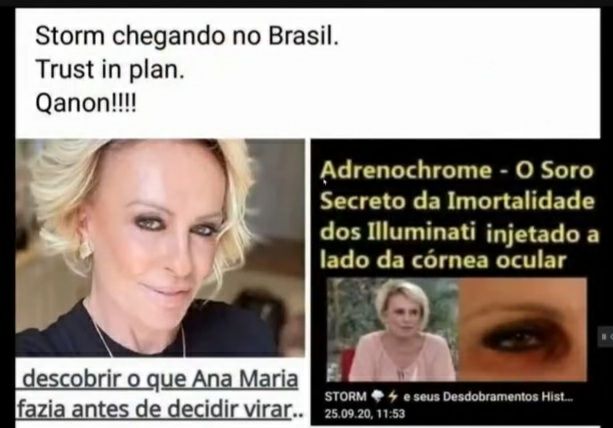 Storm chegando no Brasil.
Trust in plan.
Qanon!!!!
Adrenochrome - O Soro
Secreto da Imortalidade
dos Illuminati injetado a
lado da córnea ocular
descobrir o que Ana Maria
fazia antes de decidir virar..
STORM 🌩️⚡ e seus Desdobramentos Hist...
25.09.20, 11:53